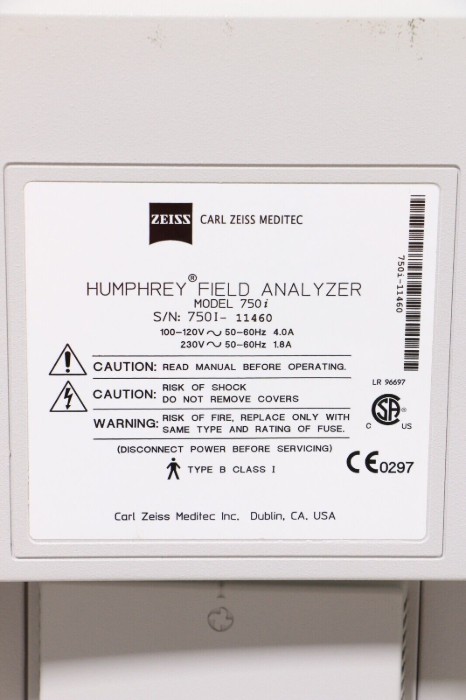 ZEISS CARL ZEISS MEDITEC
750i-11460
HUMPHREY® FIELD ANALYZER
MODEL 750i
S/N: 750I- 11460
100-120V ∿ 50-60Hz 4.0A
230V ∿ 50-60Hz 1.8A
CAUTION: READ MANUAL BEFORE OPERATING.
CAUTION: RISK OF SHOCK
DO NOT REMOVE COVERS
WARNING: RISK OF FIRE, REPLACE ONLY WITH
SAME TYPE AND RATING OF FUSE.
LR 96697
C SA US
(DISCONNECT POWER BEFORE SERVICING)
TYPE B CLASS I
CE0297
Carl Zeiss Meditec Inc. Dublin, CA. USA